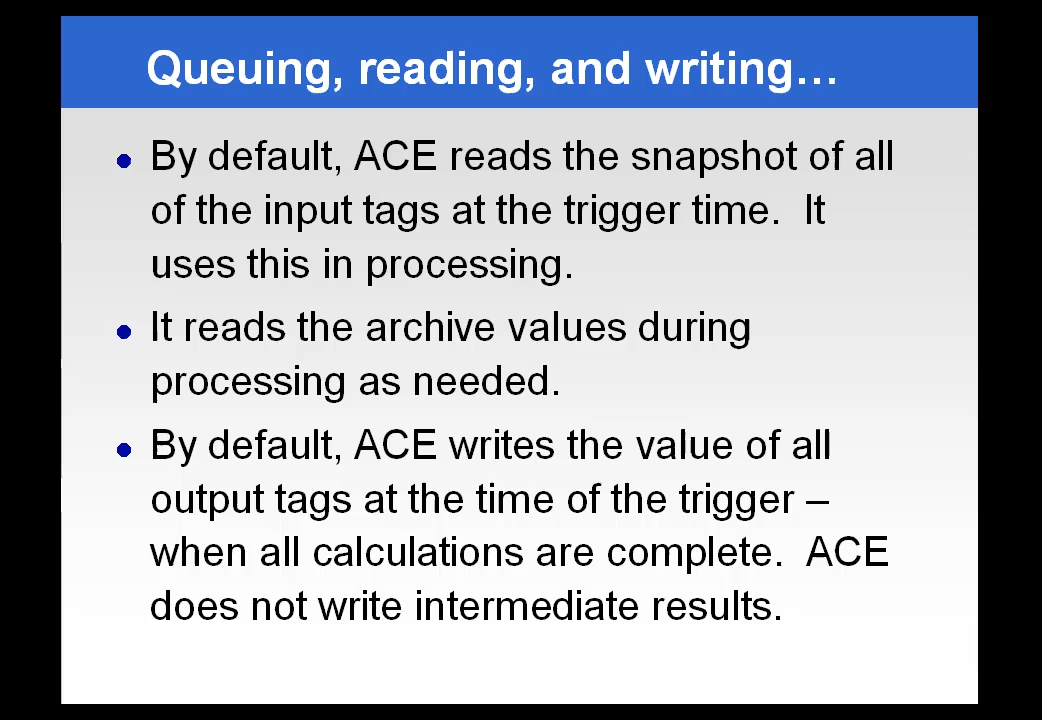 Queuing, reading, and writing…
By default, ACE reads the snapshot of all
of the input tags at the trigger time.  It
uses this in processing.
It reads the archive values during
processing as needed.
By default, ACE writes the value of all
output tags at the time of the trigger –
when all calculations are complete.  ACE
does not write intermediate results.